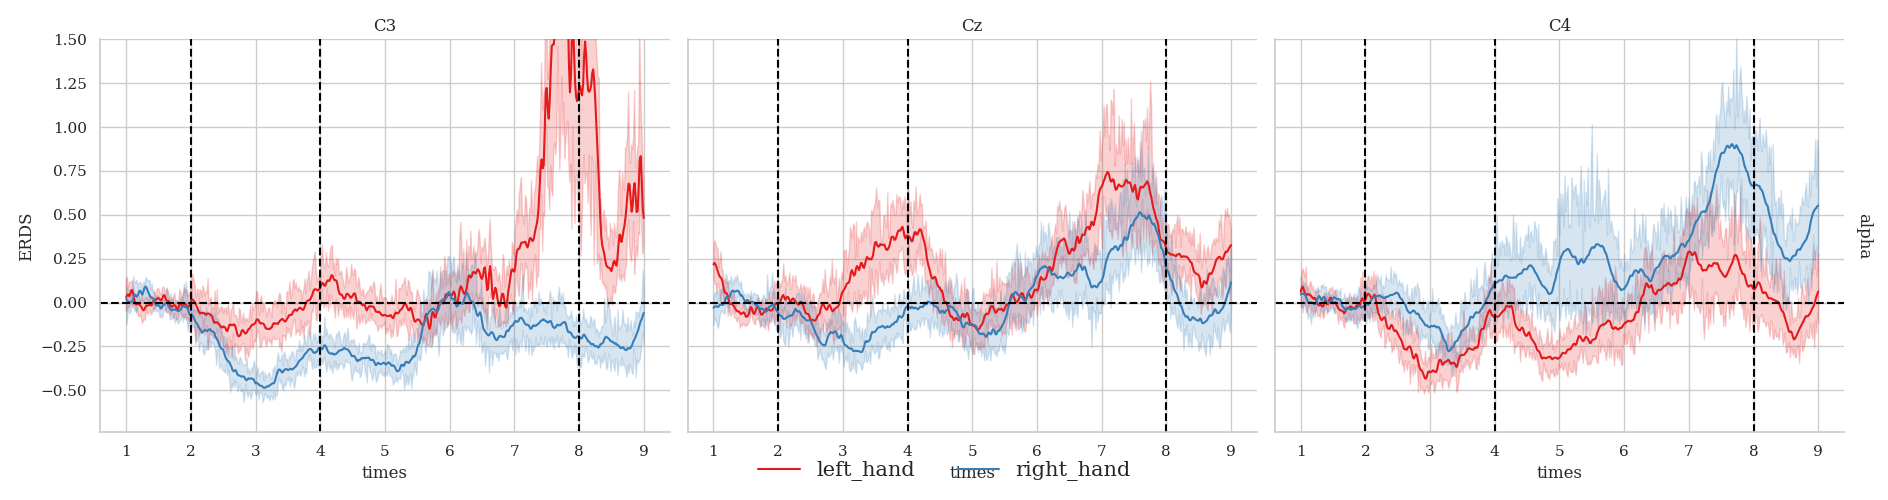 C3 Cz C4
1.50
1.25
1.00
0.75
0.50
0.25
0.00
−0.25
−0.50
ERDS
alpha
1 2 3 4 5 6 7 8 9 1 2 3 4 5 6 7 8 9 1 2 3 4 5 6 7 8 9
times times times
left_hand right_hand